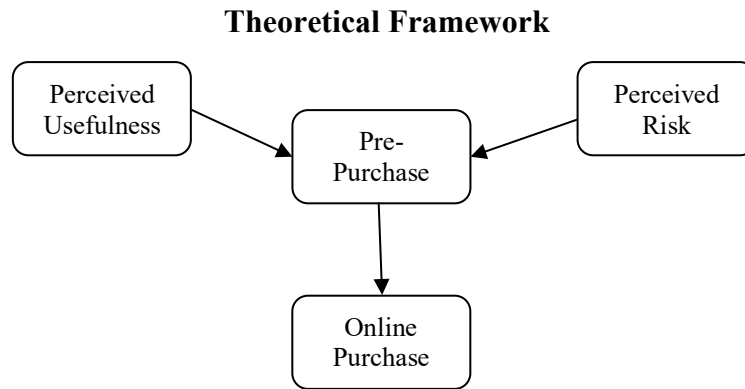 Theoretical Framework
Perceived
Usefulness
Perceived
Risk
Pre-
Purchase
Online
Purchase